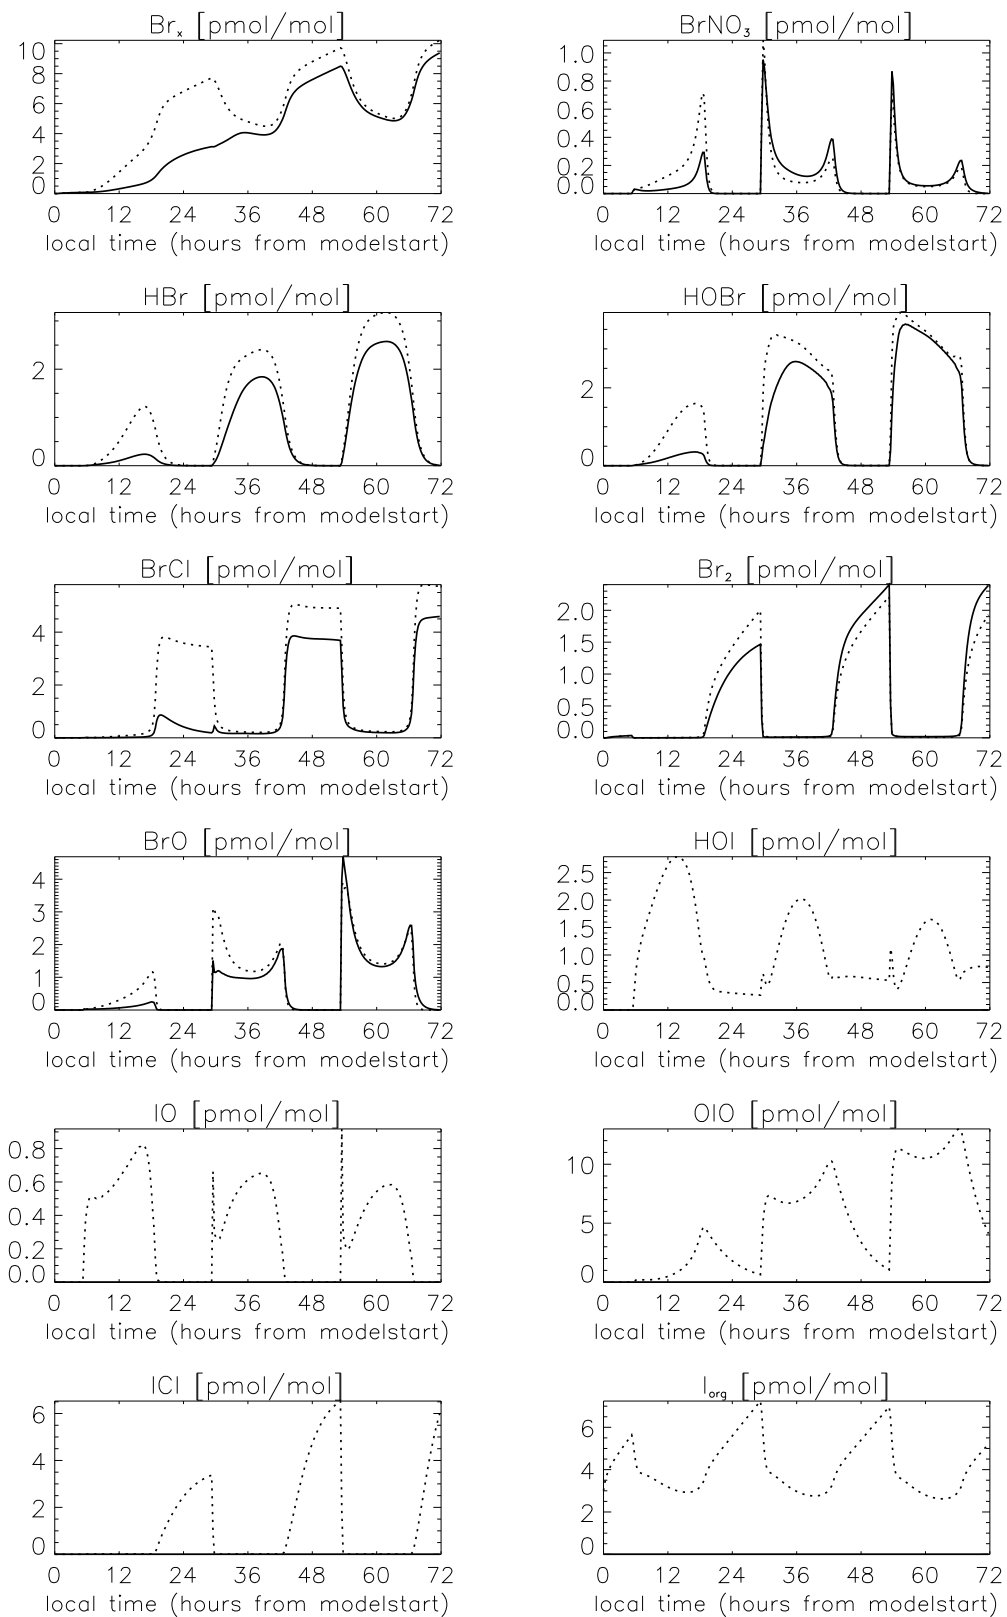 Brₓ [pmol/mol]
10
8
6
4
2
0
0 12 24 36 48 60 72
local time (hours from modelstart)
BrNO₃ [pmol/mol]
1.0
0.8
0.6
0.4
0.2
0.0
0 12 24 36 48 60 72
local time (hours from modelstart)
HBr [pmol/mol]
2
0
0 12 24 36 48 60 72
local time (hours from modelstart)
HOBr [pmol/mol]
2
0
0 12 24 36 48 60 72
local time (hours from modelstart)
BrCl [pmol/mol]
4
2
0
0 12 24 36 48 60 72
local time (hours from modelstart)
Br₂ [pmol/mol]
2.0
1.5
1.0
0.5
0.0
0 12 24 36 48 60 72
local time (hours from modelstart)
BrO [pmol/mol]
4
3
2
1
0
0 12 24 36 48 60 72
local time (hours from modelstart)
HOI [pmol/mol]
2.5
2.0
1.5
1.0
0.5
0.0
0 12 24 36 48 60 72
local time (hours from modelstart)
IO [pmol/mol]
0.8
0.6
0.4
0.2
0.0
0 12 24 36 48 60 72
local time (hours from modelstart)
OIO [pmol/mol]
10
5
0
0 12 24 36 48 60 72
local time (hours from modelstart)
ICl [pmol/mol]
6
4
2
0
0 12 24 36 48 60 72
local time (hours from modelstart)
I_org [pmol/mol]
6
4
2
0
0 12 24 36 48 60 72
local time (hours from modelstart)